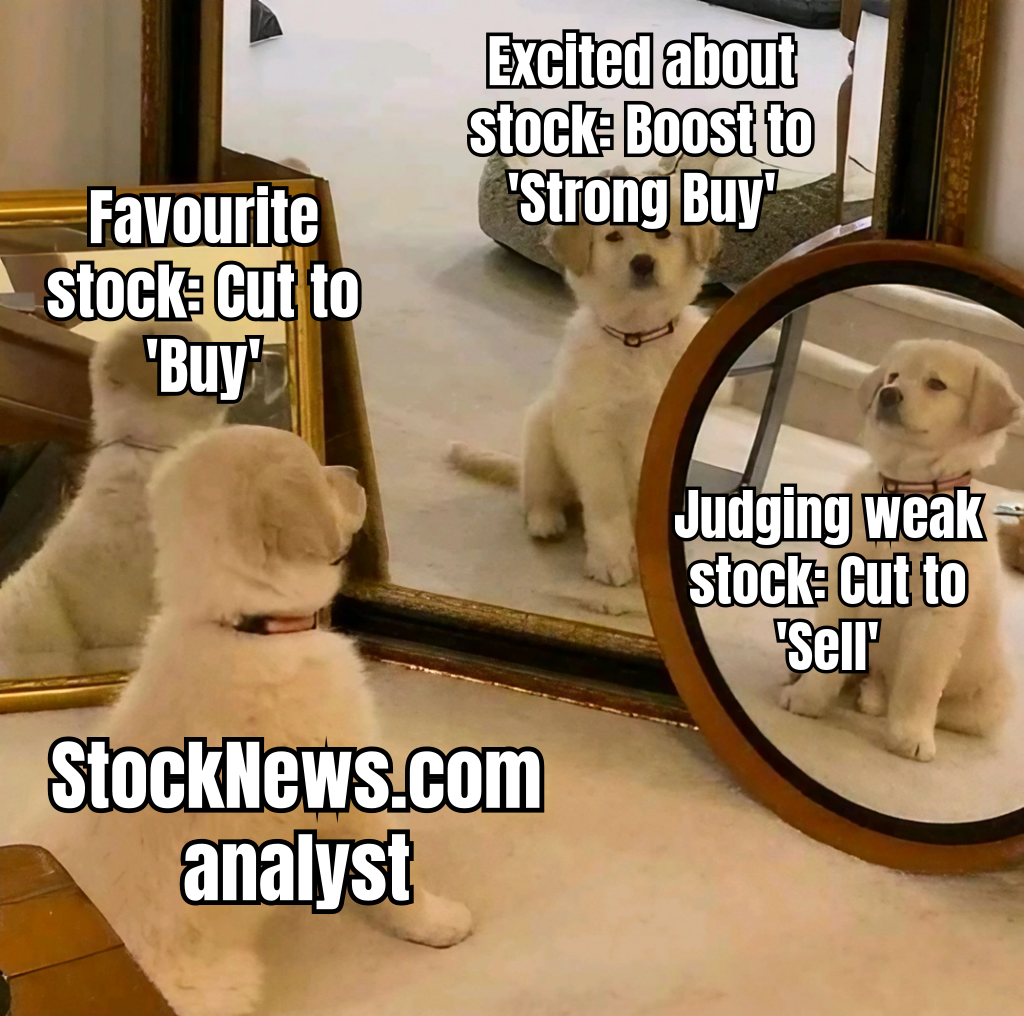 Excited about
stock: Boost to
'Strong Buy'
Favourite
stock: Cut to
'Buy'
Judging weak
stock: Cut to
'Sell'
StockNews.com
analyst